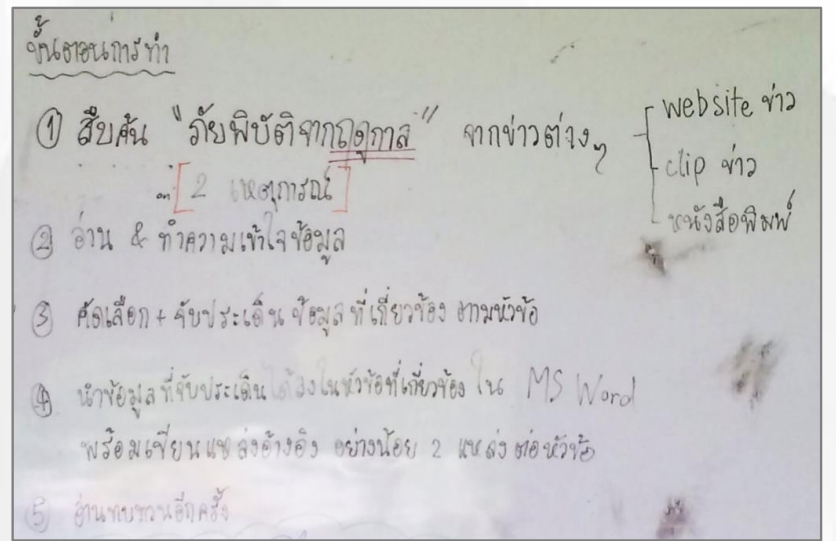 ขั้นตอนการทำ
① สืบค้น "ภัยพิบัติจากฤดูกาล" จากข่าวต่างๆ
website ข่าว
clip ข่าว
หนังสือพิมพ์
[2 เหตุการณ์]
② อ่าน & ทำความเข้าใจข้อมูล
③ คัดเลือก + จับประเด็น ข้อมูลที่เกี่ยวข้อง ตามหัวข้อ
④ นำข้อมูลที่จับประเด็นได้ลงในหัวข้อที่เกี่ยวข้อง ใน MS Word
พร้อมเขียนแหล่งอ้างอิง อย่างน้อย 2 แหล่ง ต่อหัวข้อ
⑤ อ่านทบทวนอีกครั้ง